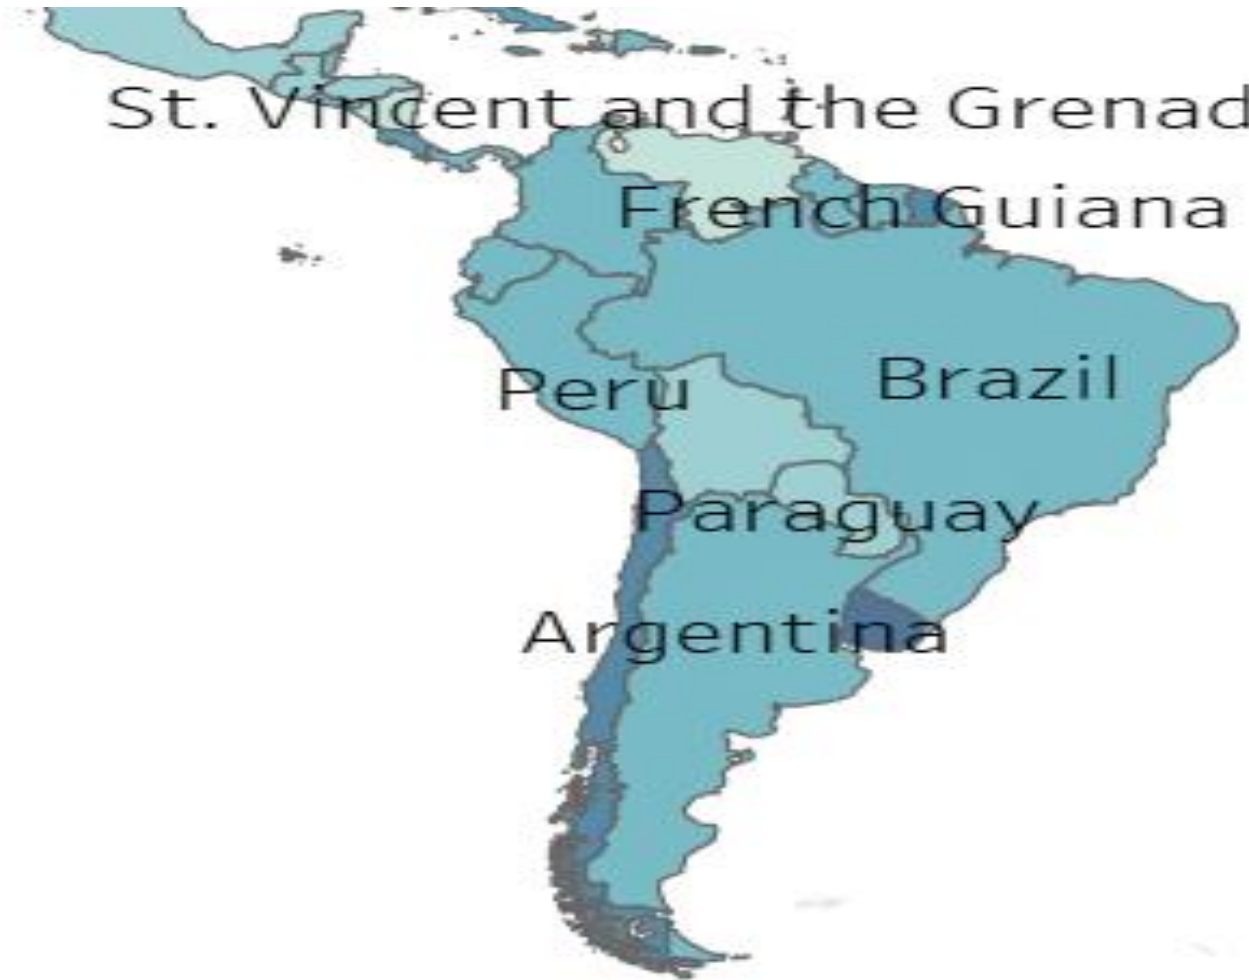 St. Vincent and the Grenad
French Guiana
Brazil
Peru
Paraguay
Argentina